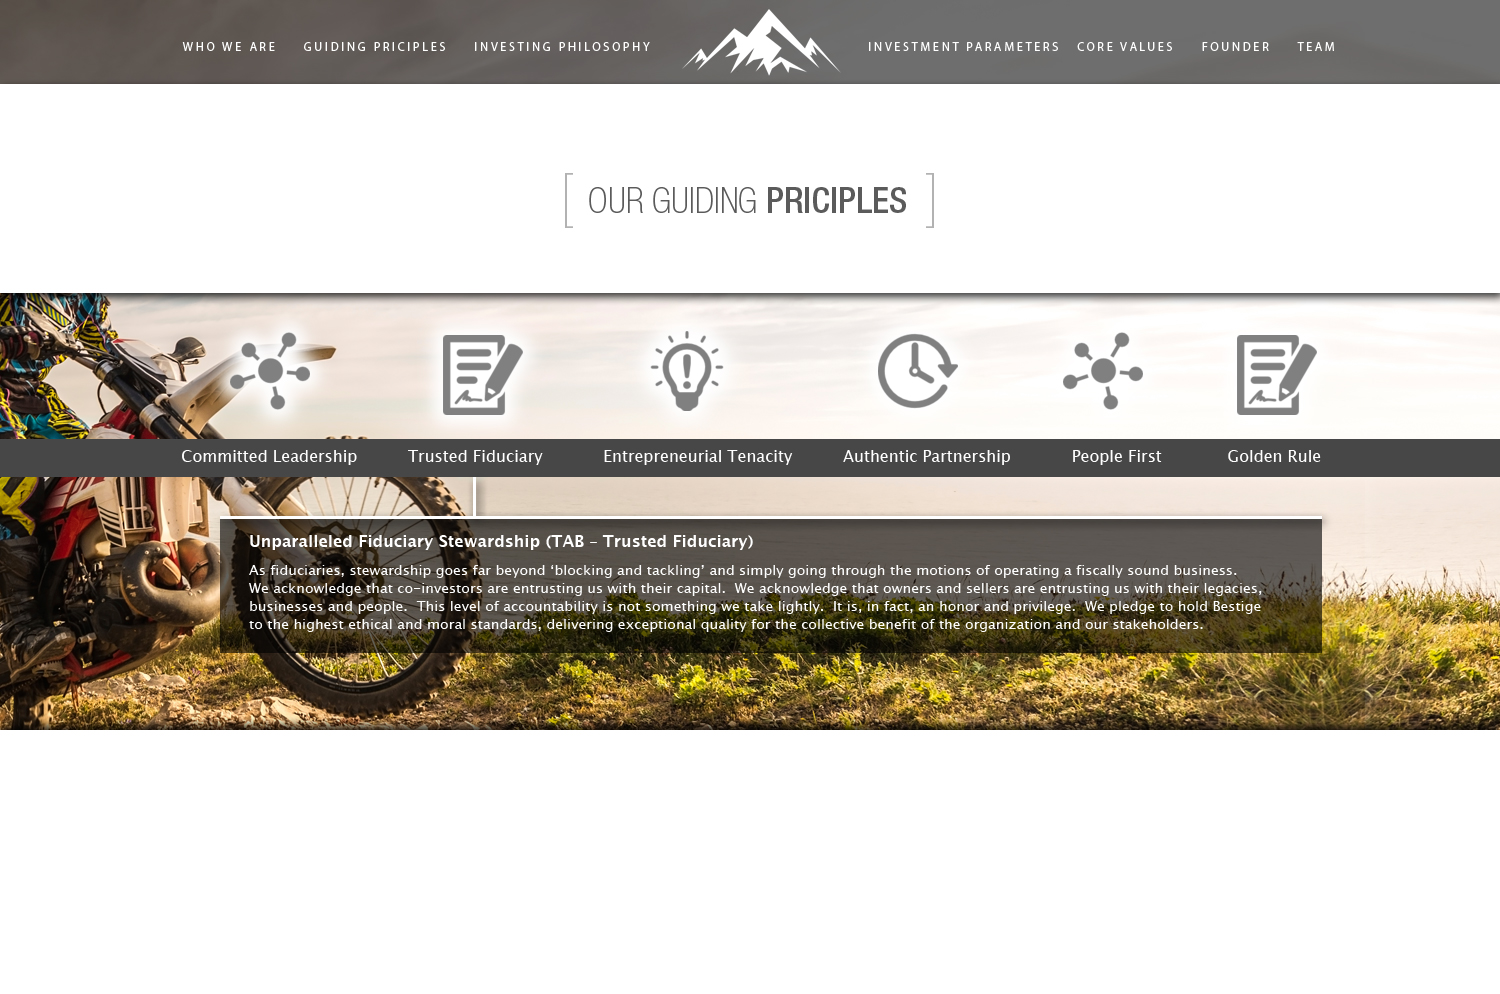 WHO WE ARE GUIDING PRICIPLES INVESTING PHILOSOPHY INVESTMENT PARAMETERS CORE VALUES FOUNDER TEAM
OUR GUIDING PRICIPLES
Committed Leadership Trusted Fiduciary Entrepreneurial Tenacity Authentic Partnership People First Golden Rule
Unparalleled Fiduciary Stewardship (TAB – Trusted Fiduciary)
As fiduciaries, stewardship goes far beyond ‘blocking and tackling’ and simply going through the motions of operating a fiscally sound business.
We acknowledge that co-investors are entrusting us with their capital.  We acknowledge that owners and sellers are entrusting us with their legacies,
businesses and people.  This level of accountability is not something we take lightly.  It is, in fact, an honor and privilege.  We pledge to hold Bestige
to the highest ethical and moral standards, delivering exceptional quality for the collective benefit of the organization and our stakeholders.